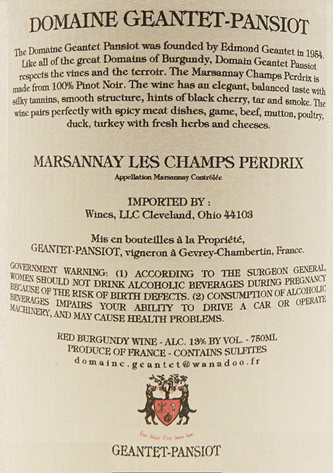 DOMAINE GEANTET-PANSIOT
The Domaine Geantet Pansiot was founded by Edmond Geantet in 1954.
Like all of the great Domains of Burgundy, Domain Geantet Pansiot
respects the vines and the terroir. The Marsannay Champs Perdrix is
made from 100% Pinot Noir. The wine has an elegant, balanced taste with
silky tannins, smooth structure, hints of black cherry, tar and smoke. The
wine pairs perfectly with spicy meat dishes, game, beef, mutton, poultry,
duck, turkey with fresh herbs and cheeses.
MARSANNAY LES CHAMPS PERDRIX
Appellation Marsannay Contrôlée
IMPORTED BY :
Wines, LLC Cleveland, Ohio 44103
Mis en bouteilles à la Propriété,
GEANTET-PANSIOT, vigneron à Gevrey-Chambertin, France.
GOVERNMENT WARNING: (1) ACCORDING TO THE SURGEON GENERAL,
WOMEN SHOULD NOT DRINK ALCOHOLIC BEVERAGES DURING PREGNANCY
BECAUSE OF THE RISK OF BIRTH DEFECTS. (2) CONSUMPTION OF ALCOHOLIC
BEVERAGES IMPAIRS YOUR ABILITY TO DRIVE A CAR OR OPERATE
MACHINERY, AND MAY CAUSE HEALTH PROBLEMS.
RED BURGUNDY WINE - ALC. 13% BY VOL. - 750ML
PRODUCE OF FRANCE - CONTAINS SULFITES
domaine.geantet@wanadoo.fr
GEANTET-PANSIOT